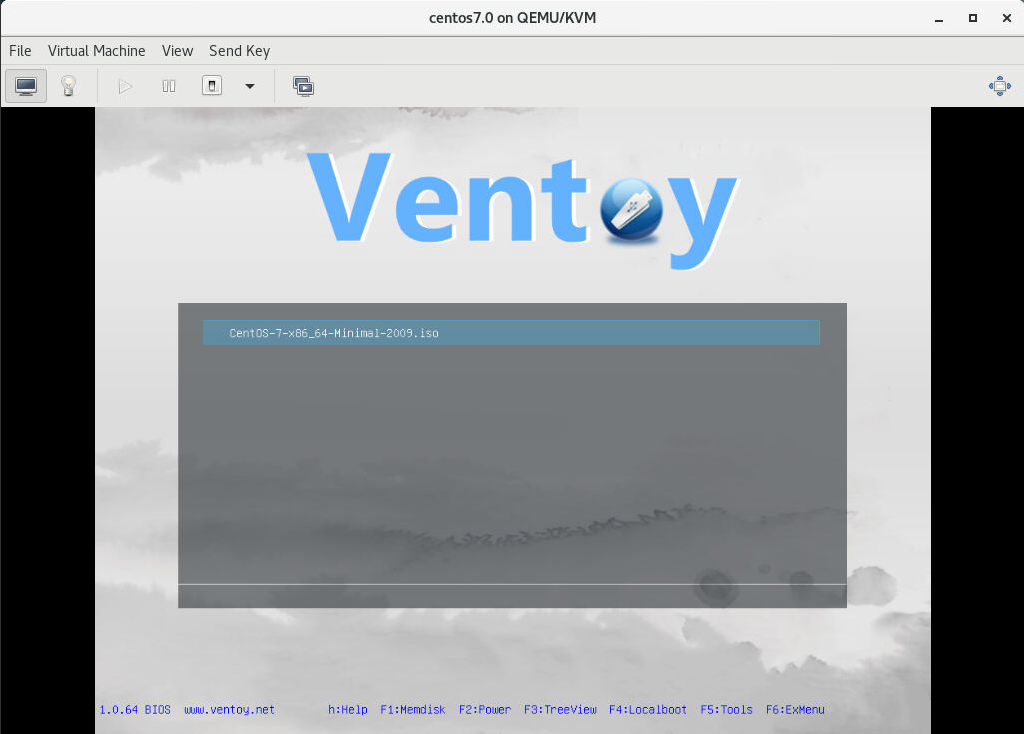 centos7.0 on QEMU/KVM
File Virtual Machine View Send Key
Ventoy
CentOS-7-x86_64-Minimal-2009.iso
1.0.64 BIOS www.ventoy.net h:Help F1:Memdisk F2:Power F3:TreeView F4:Localboot F5:Tools F6:ExMenu